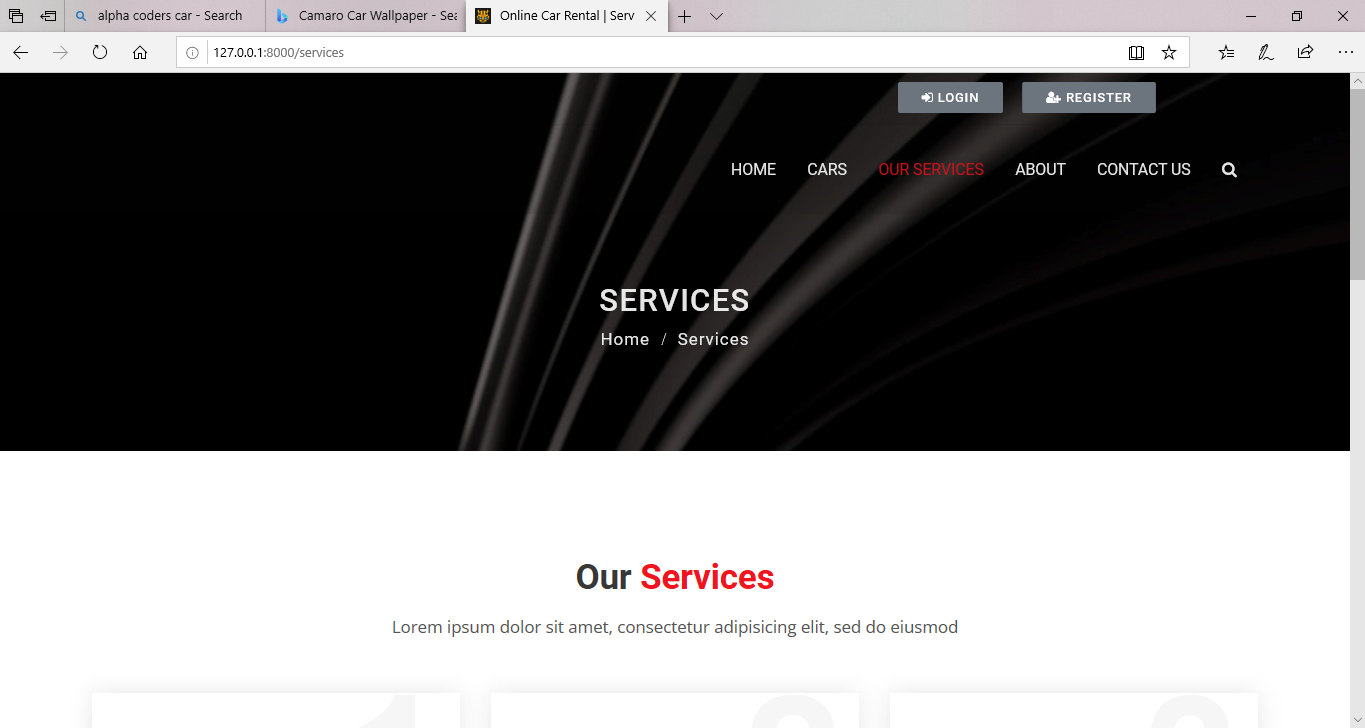 alpha coders car - Search
Camaro Car Wallpaper - Sea
Online Car Rental | Serv
127.0.0.1:8000/services
LOGIN
REGISTER
HOME
CARS
OUR SERVICES
ABOUT
CONTACT US
SERVICES
Home / Services
Our Services
Lorem ipsum dolor sit amet, consectetur adipisicing elit, sed do eiusmod